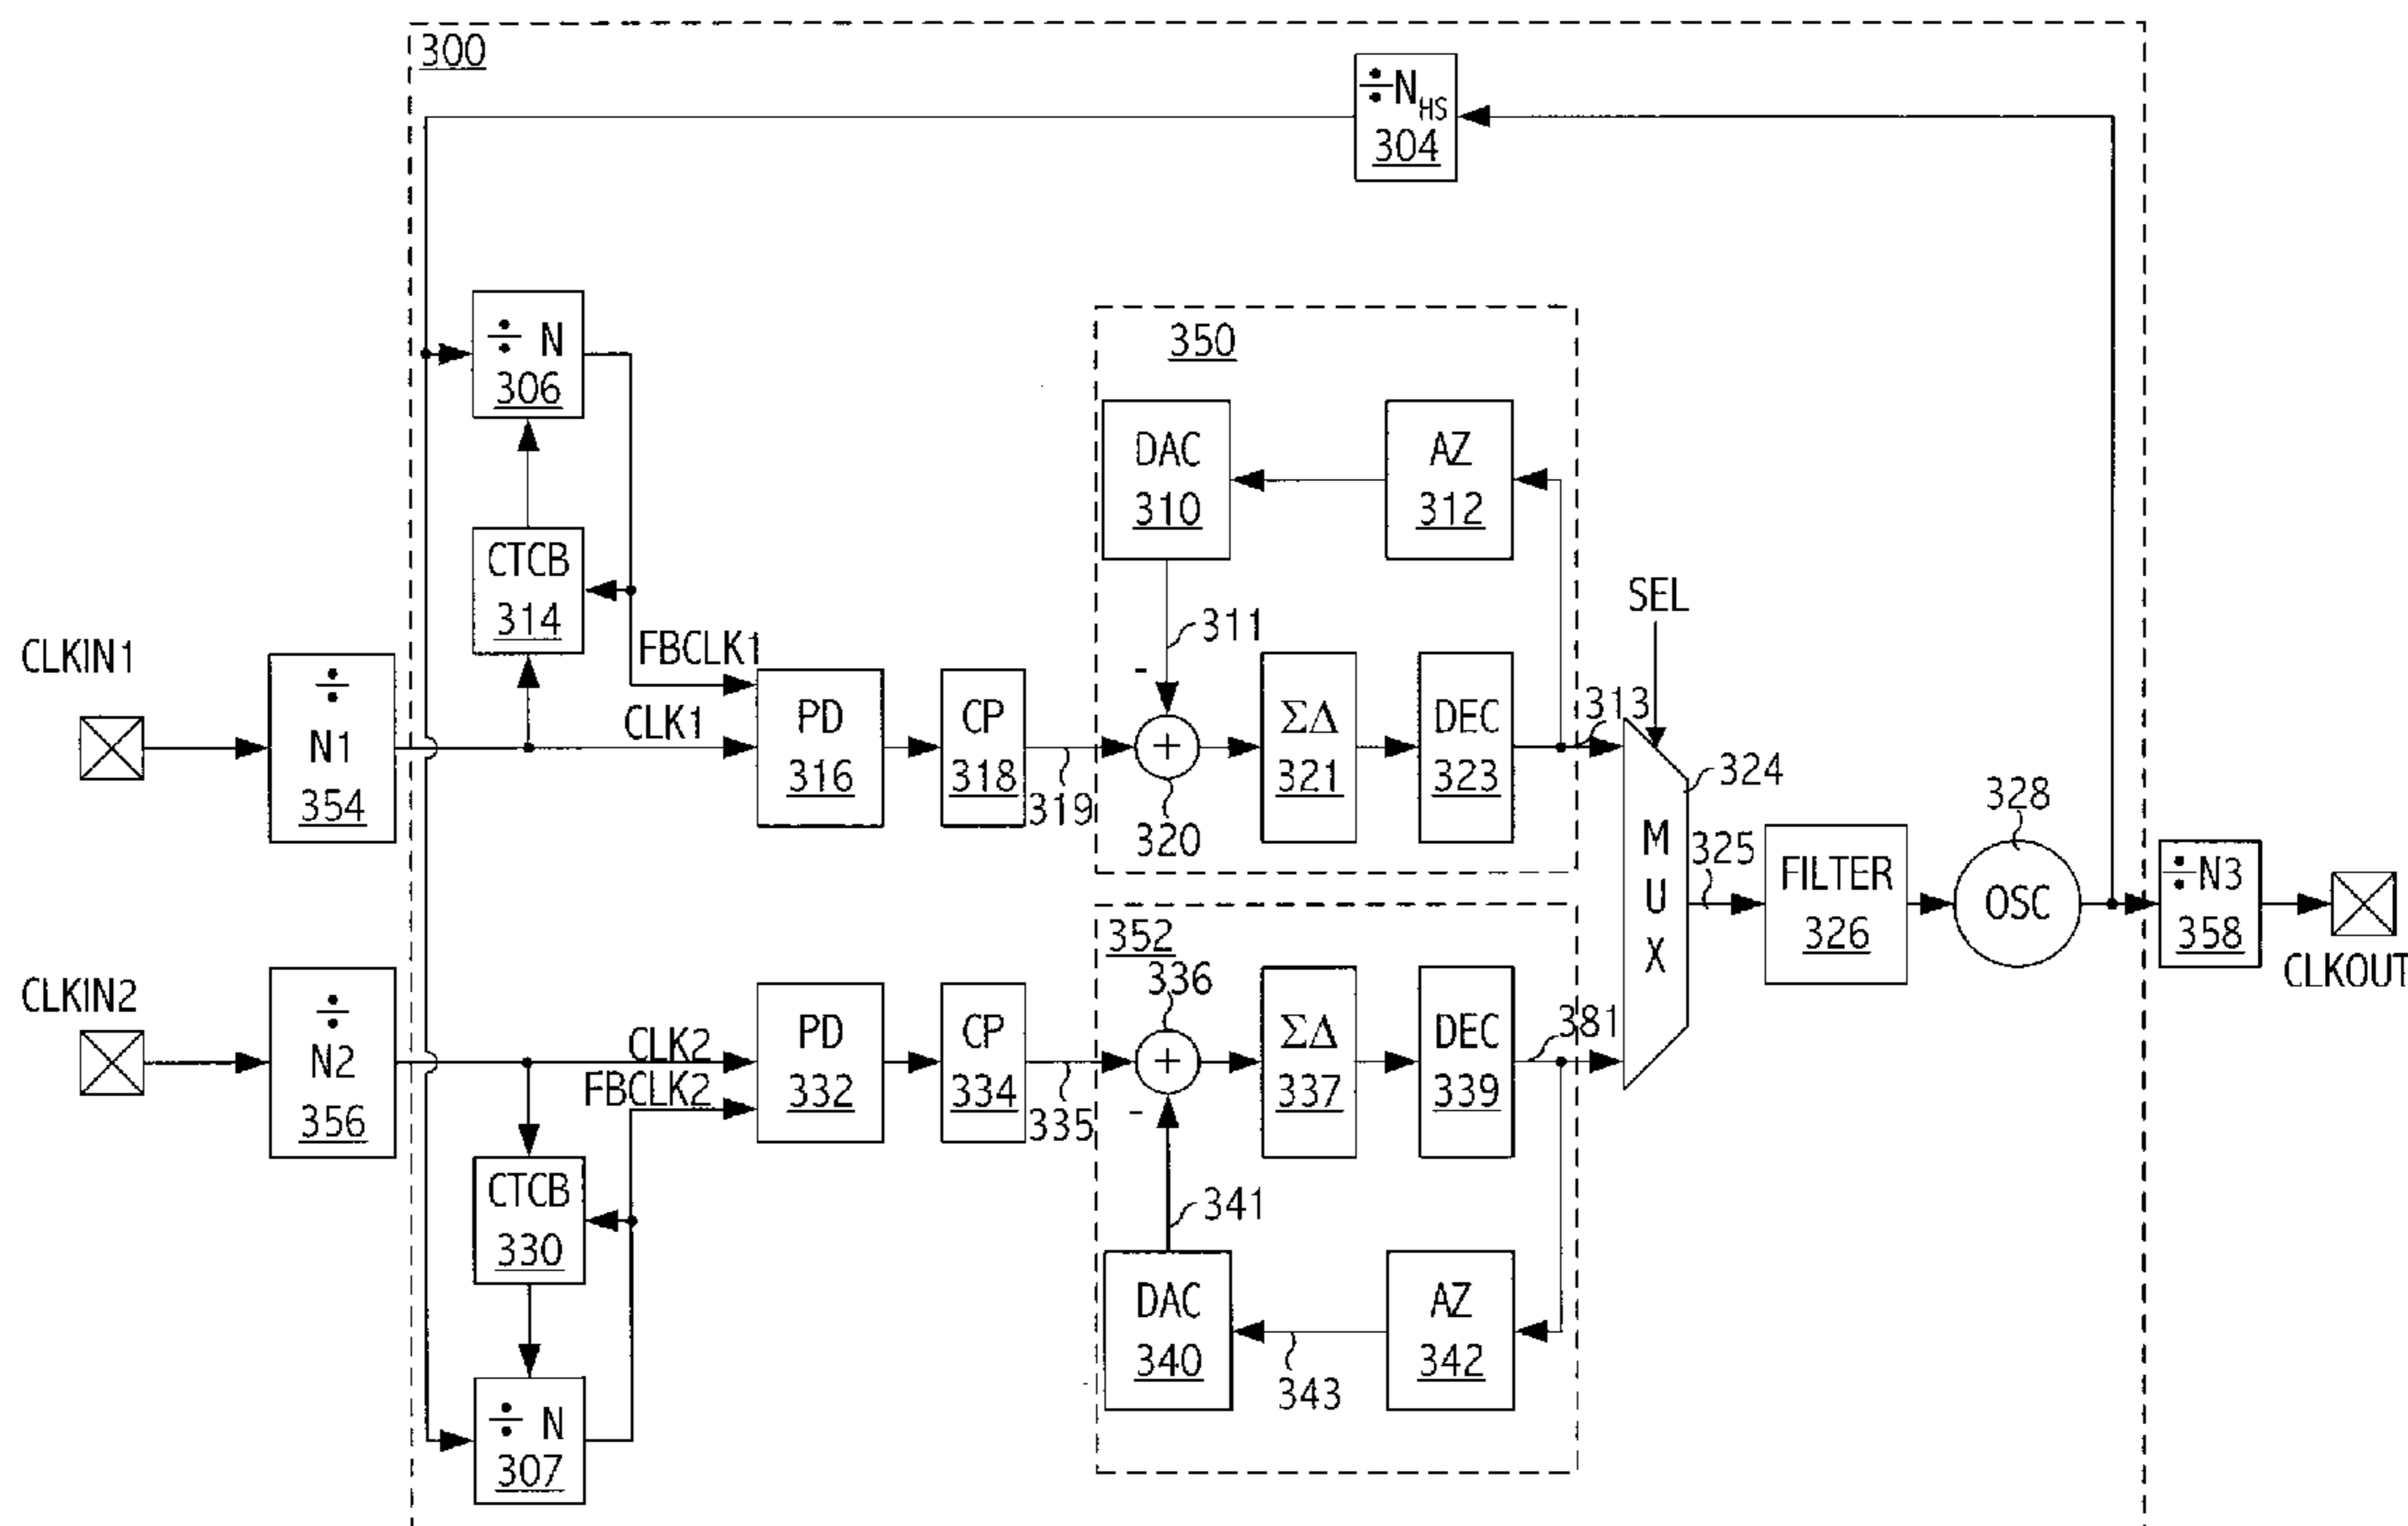 300
÷N_HS
304
÷ N
306
CTCB
314
350
DAC
310
AZ
312
311
SEL
CLKIN1
÷
N1
354
FBCLK1
CLK1
PD
316
CP
318
319
-
+
320
ΣΔ
321
DEC
323
313
324
MUX
325
FILTER
326
328
OSC
÷N3
358
CLKOUT
CLKIN2
÷
N2
356
CLK2
FBCLK2
PD
332
CP
334
335
352
336
+
-
ΣΔ
337
DEC
339
381
CTCB
330
341
DAC
340
343
AZ
342
÷ N
307